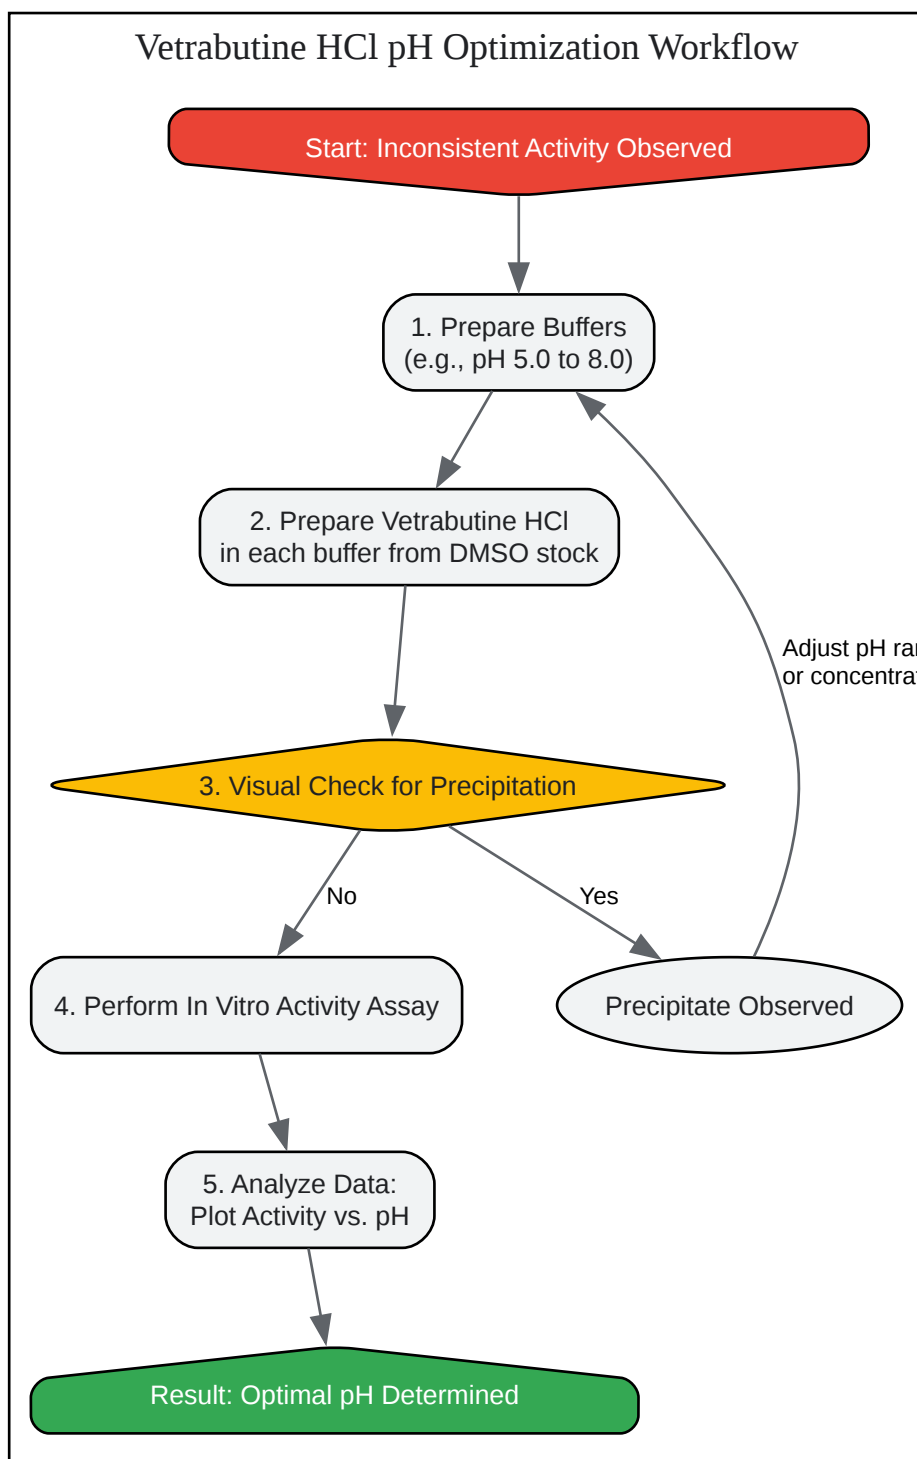 Vetrabutine HCl pH Optimization Workflow
Start: Inconsistent Activity Observed
1. Prepare Buffers
(e.g., pH 5.0 to 8.0)
2. Prepare Vetrabutine HCl
in each buffer from DMSO stock
Adjust pH
or
3. Visual Check for Precipitation
No
Yes
4. Perform In Vitro Activity Assay
Precipitate Observed
5. Analyze Data:
Plot Activity vs. pH
Result: Optimal pH Determined